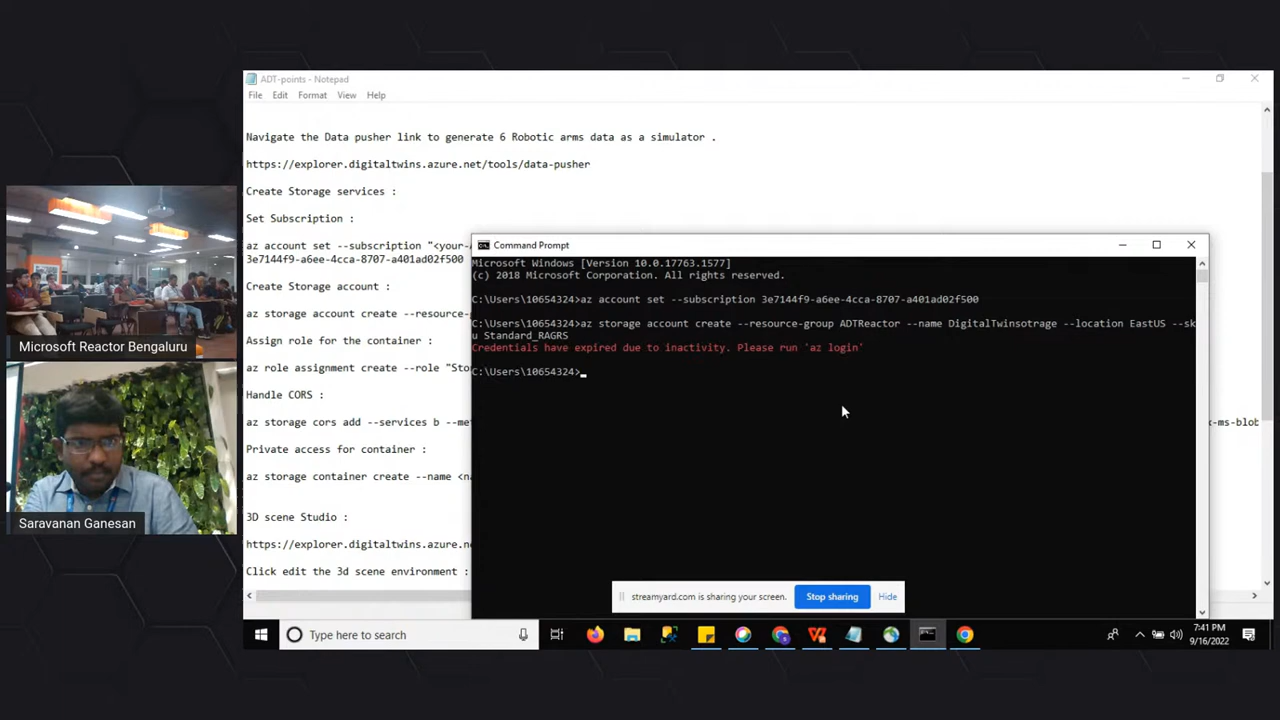 ADT-points - Notepad
File Edit Format View Help
Navigate the Data pusher link to generate 6 Robotic arms data as a simulator .
https://explorer.digitaltwins.azure.net/tools/data-pusher
Create Storage services :
Set Subscription :
az account set --subscription "<your-
3e7144f9-a6ee-4cca-8707-a401ad02f500
Create Storage account :
az storage account create --resource-
Assign role for the container :
az role assignment create --role "Sto
Handle CORS :
az storage cors add --services b --me
x-ms-blob
Private access for container :
az storage container create --name <n
3D scene Studio :
https://explorer.digitaltwins.azure.ne
Click edit the 3d scene environment :
Command Prompt
Microsoft Windows [Version 10.0.17763.1577]
(c) 2018 Microsoft Corporation. All rights reserved.
C:\Users\10654324>az account set --subscription 3e7144f9-a6ee-4cca-8707-a401ad02f500
C:\Users\10654324>az storage account create --resource-group ADTReactor --name DigitalTwinsotrage --location EastUS --sk
u Standard_RAGRS
Credentials have expired due to inactivity. Please run 'az login'
C:\Users\10654324>
streamyard.com is sharing your screen. Stop sharing Hide
Type here to search
7:41 PM
9/16/2022
Microsoft Reactor Bengaluru
Saravanan Ganesan